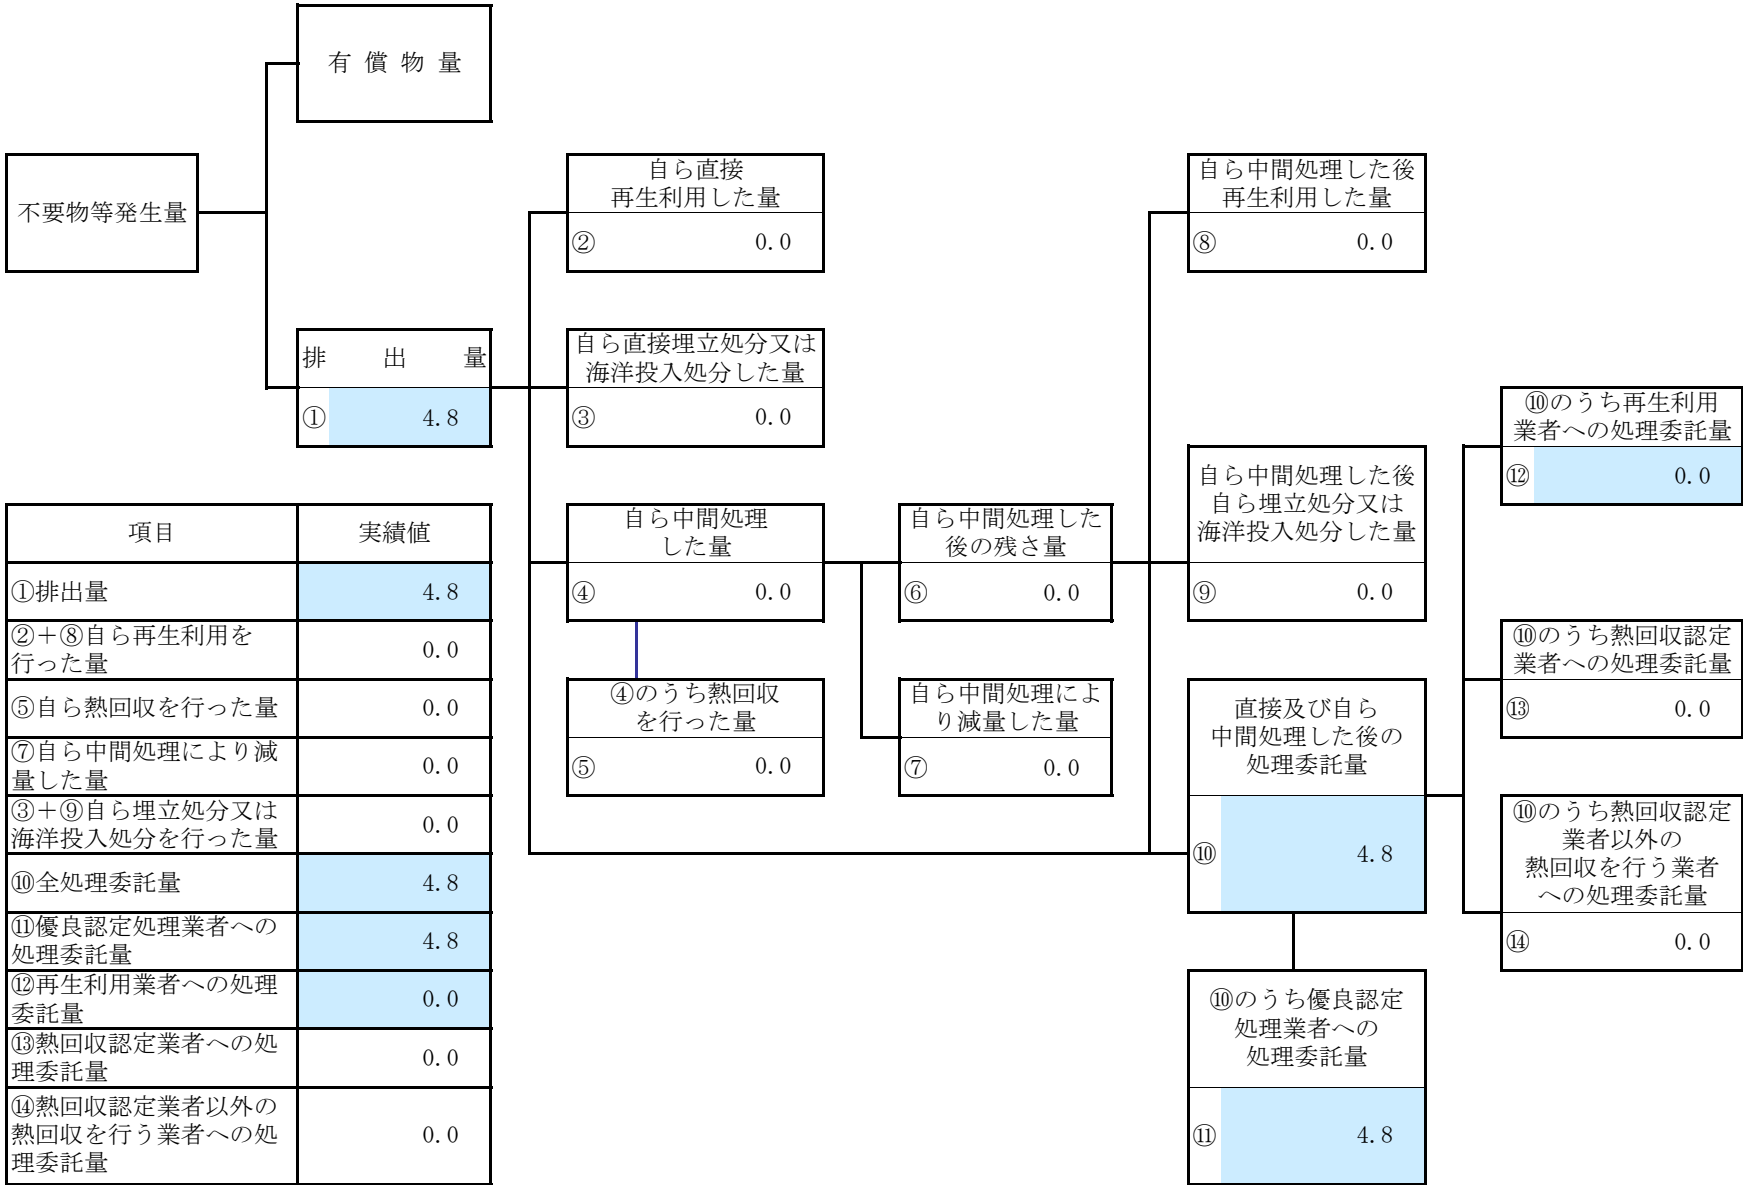 有償物量
不要物等発生量
自ら直接
再生利用した量
② 0.0
自ら中間処理した後
再生利用した量
⑧ 0.0
排出量
① 4.8
自ら直接埋立処分又は
海洋投入処分した量
③ 0.0
⑩のうち再生利用
業者への処理委託量
⑫ 0.0
自ら中間処理
した量
④ 0.0
自ら中間処理した
後の残さ量
⑥ 0.0
自ら中間処理した後
自ら埋立処分又は
海洋投入処分した量
⑨ 0.0
⑩のうち熱回収認定
業者への処理委託量
⑬ 0.0
④のうち熱回収
を行った量
⑤ 0.0
自ら中間処理によ
り減量した量
⑦ 0.0
直接及び自ら
中間処理した後の
処理委託量
⑩ 4.8
⑩のうち熱回収認定
業者以外の
熱回収を行う業者
への処理委託量
⑭ 0.0
⑩のうち優良認定
処理業者への
処理委託量
⑪ 4.8
項目 実績値
①排出量 4.8
②+⑧自ら再生利用を
行った量 0.0
⑤自ら熱回収を行った量 0.0
⑦自ら中間処理により減
量した量 0.0
③+⑨自ら埋立処分又は
海洋投入処分を行った量 0.0
⑩全処理委託量 4.8
⑪優良認定処理業者への
処理委託量 4.8
⑫再生利用業者への処理
委託量 0.0
⑬熱回収認定業者への処
理委託量 0.0
⑭熱回収認定業者以外の
熱回収を行う業者への処
理委託量 0.0